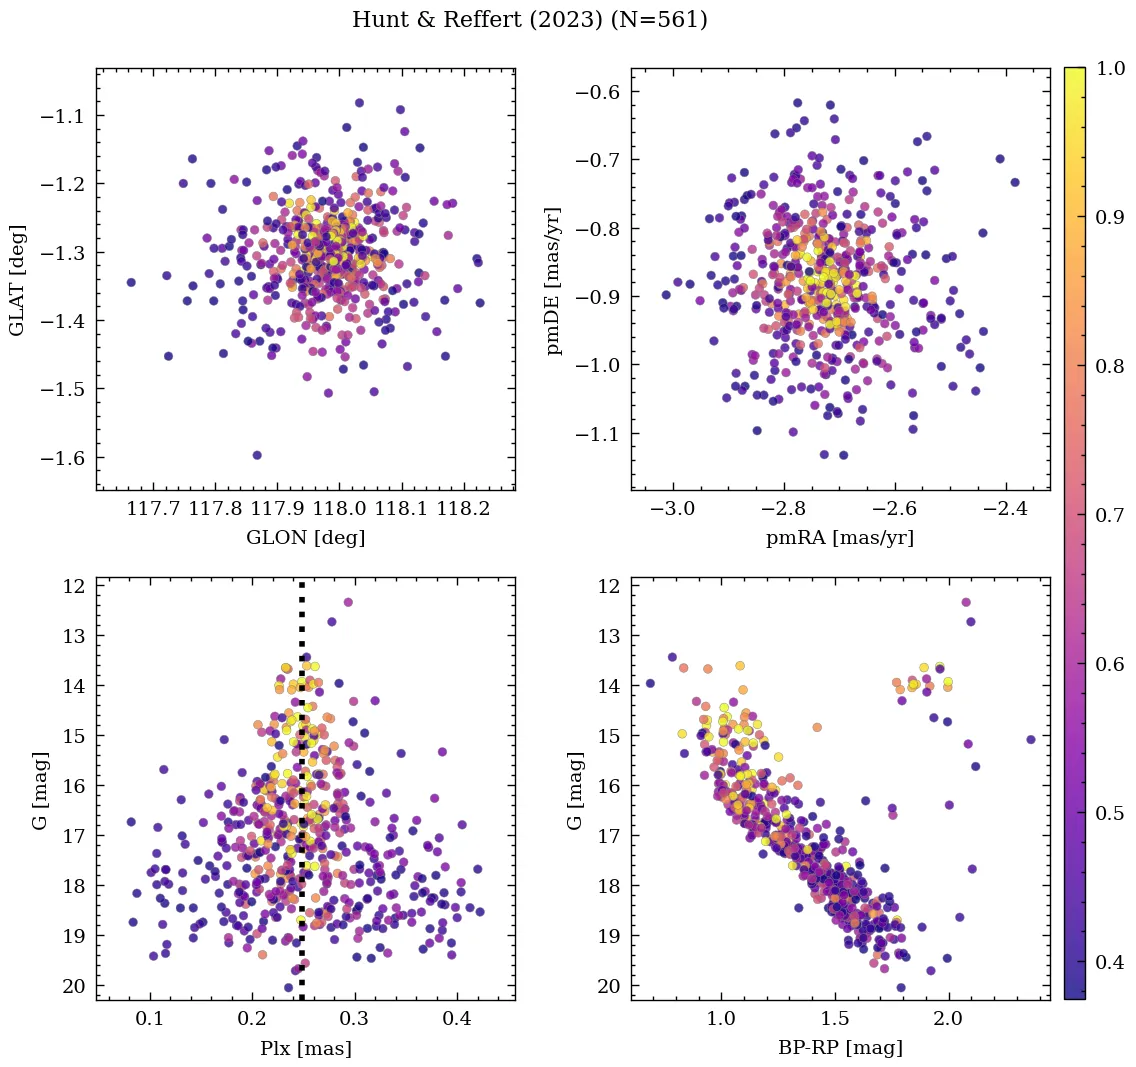 Hunt & Reffert (2023) (N=561)
−1.1
−1.2
−1.3
−1.4
−1.5
−1.6
GLAT [deg]
117.7 117.8 117.9 118.0 118.1 118.2
GLON [deg]
−0.6
−0.7
−0.8
−0.9
−1.0
−1.1
pmDE [mas/yr]
−3.0 −2.8 −2.6 −2.4
pmRA [mas/yr]
12
13
14
15
16
17
18
19
20
G [mag]
0.1 0.2 0.3 0.4
Plx [mas]
12
13
14
15
16
17
18
19
20
G [mag]
1.0 1.5 2.0
BP-RP [mag]
1.0
0.9
0.8
0.7
0.6
0.5
0.4